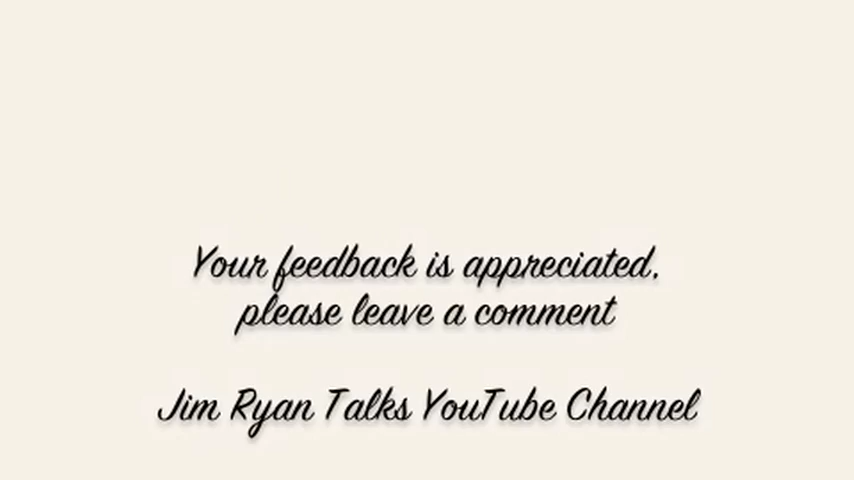 Your feedback is appreciated.
please leave a comment
Jim Ryan Talks YouTube Channel